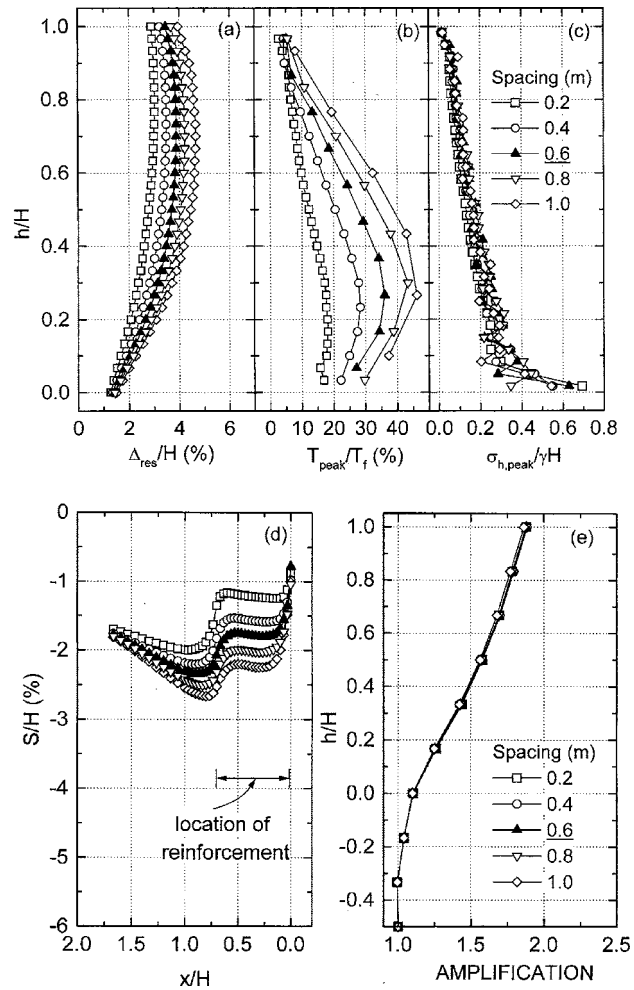 (a)
(b)
(c)
1.0
0.8
0.6
0.4
0.2
0.0
h/H
0 2 4 6
Δres/H (%)
0 10 20 30 40
Tpeak/Tf (%)
0.0 0.2 0.4 0.6 0.8
σh,peak/γH
Spacing (m)
0.2
0.4
0.6
0.8
1.0
(d)
0
-1
-2
-3
-4
-5
-6
S/H (%)
location of
reinforcement
2.0 1.5 1.0 0.5 0.0
x/H
(e)
1.0
0.8
0.6
0.4
0.2
0.0
-0.2
-0.4
h/H
Spacing (m)
0.2
0.4
0.6
0.8
1.0
1.0 1.5 2.0 2.5
AMPLIFICATION